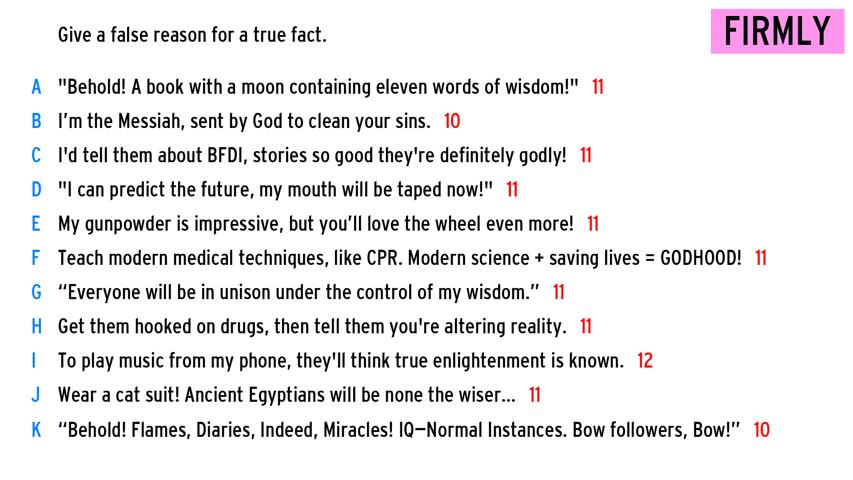 Give a false reason for a true fact.
FIRMLY
A "Behold! A book with a moon containing eleven words of wisdom!" 11
B I’m the Messiah, sent by God to clean your sins. 10
C I'd tell them about BFDI, stories so good they're definitely godly! 11
D "I can predict the future, my mouth will be taped now!" 11
E My gunpowder is impressive, but you’ll love the wheel even more! 11
F Teach modern medical techniques, like CPR. Modern science + saving lives = GODHOOD! 11
G “Everyone will be in unison under the control of my wisdom.” 11
H Get them hooked on drugs, then tell them you're altering reality. 11
I To play music from my phone, they'll think true enlightenment is known. 12
J Wear a cat suit! Ancient Egyptians will be none the wiser... 11
K “Behold! Flames, Diaries, Indeed, Miracles! IQ—Normal Instances. Bow followers, Bow!” 10